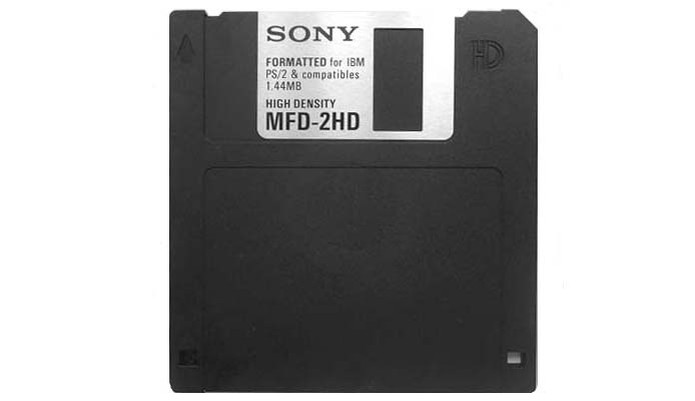 SONY
FORMATTED for IBM
PS/2 & compatibles
1.44MB
HIGH DENSITY
MFD-2HD
HD